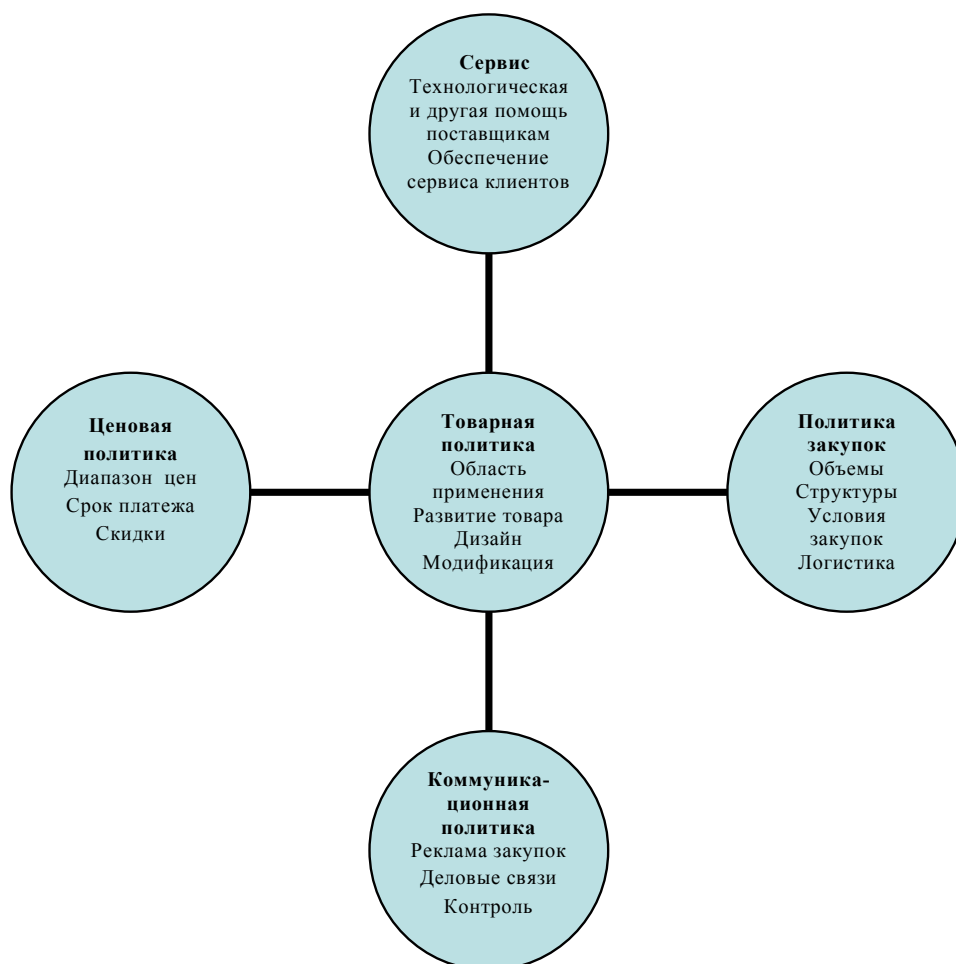 Сервис
Технологическая
и другая помощь
поставщикам
Обеспечение
сервиса клиентов
Ценовая
политика
Диапазон цен
Срок платежа
Скидки
Товарная
политика
Область
применения
Развитие товара
Дизайн
Модификация
Политика
закупок
Объемы
Структуры
Условия
закупок
Логистика
Коммуника-
ционная
политика
Реклама закупок
Деловые связи
Контроль